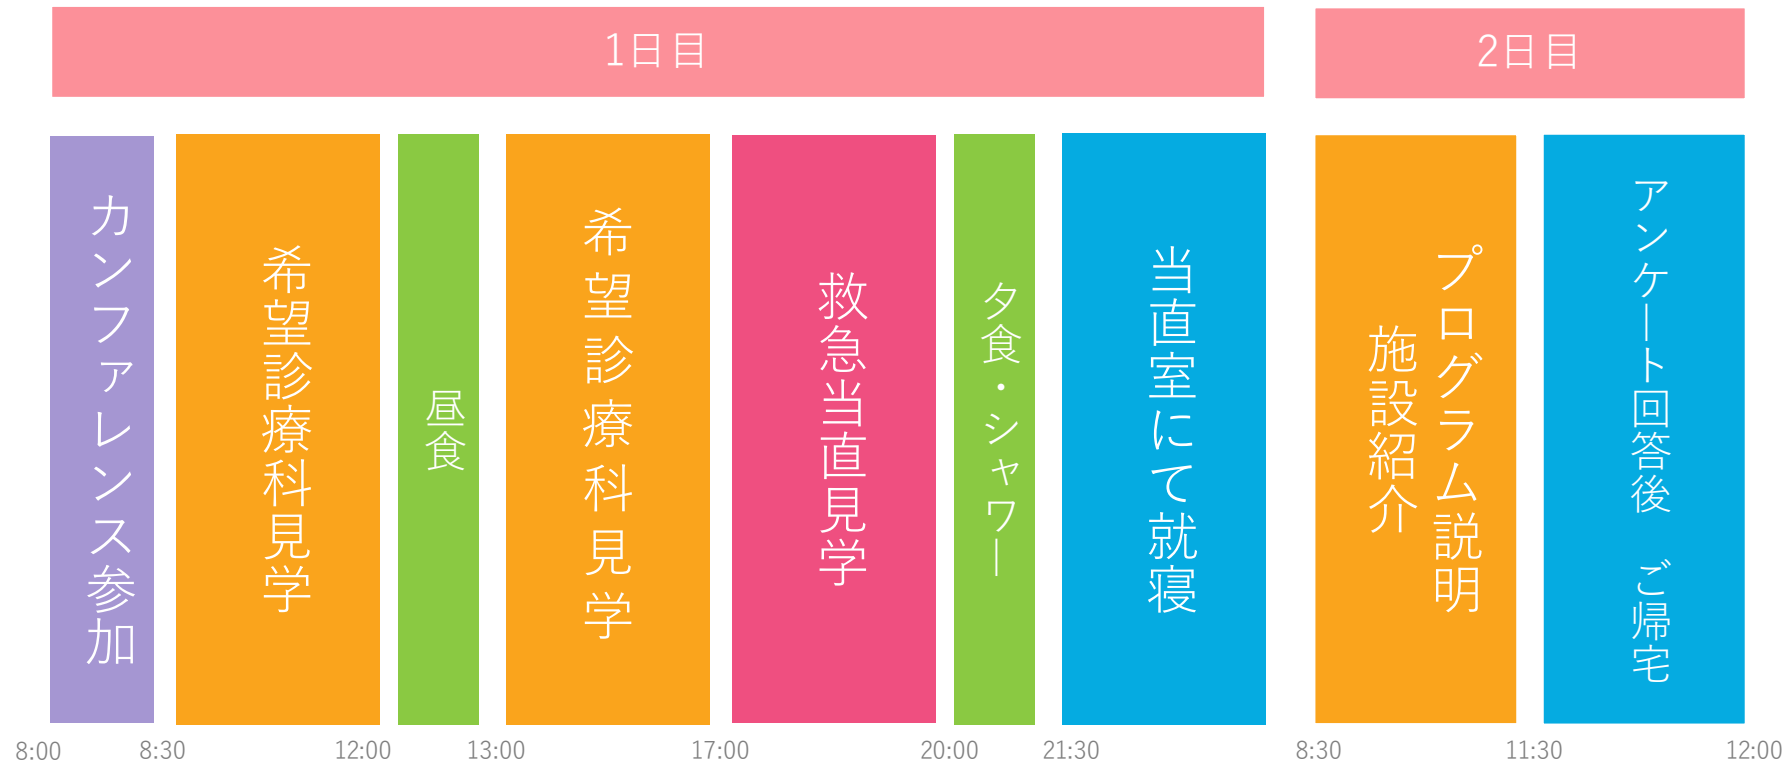 1日目
2日目
カンファレンス参加
希望診療科見学
昼食
希望診療科見学
救急当直見学
夕食・シャワー
当直室にて就寝
プログラム説明
施設紹介
アンケート回答後　ご帰宅
8:00
8:30
12:00
13:00
17:00
20:00
21:30
8:30
11:30
12:00